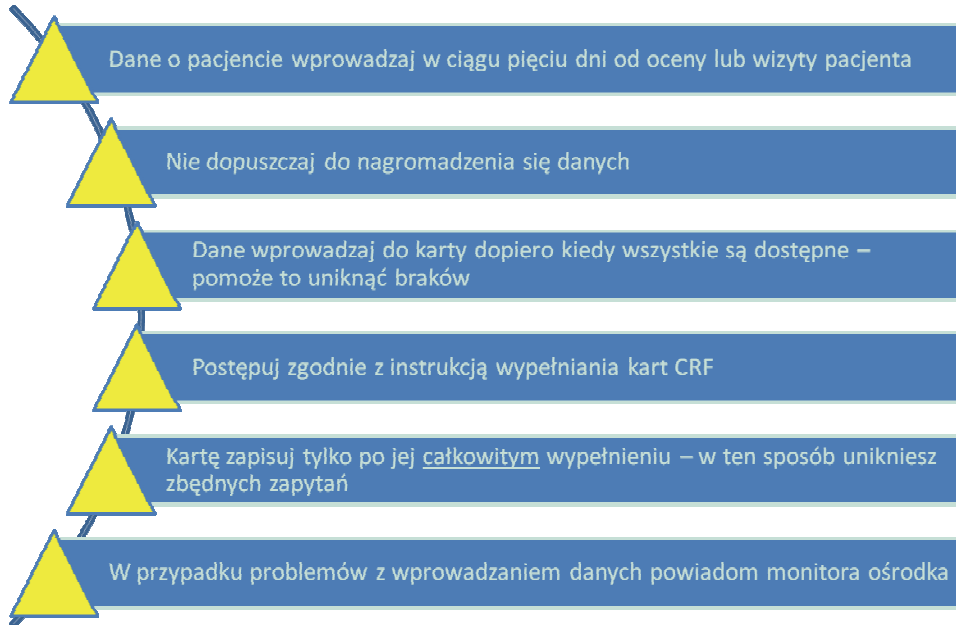 Dane o pacjencie wprowadzaj w ciągu pięciu dni od oceny lub wizyty pacjenta
Nie dopuszczaj do nagromadzenia się danych
Dane wprowadzaj do karty dopiero kiedy wszystkie są dostępne –
pomoże to uniknąć braków
Postępuj zgodnie z instrukcją wypełniania kart CRF
Kartę zapisuj tylko po jej całkowitym wypełnieniu – w ten sposób unikniesz
zbędnych zapytań
W przypadku problemów z wprowadzaniem danych powiadom monitora ośrodka